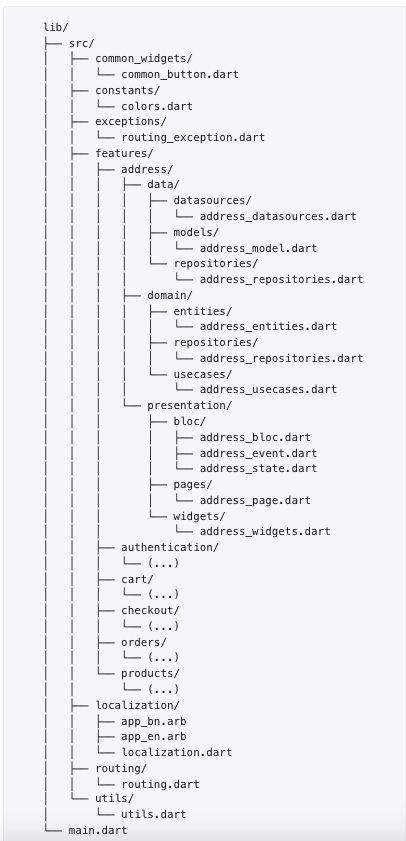 lib/
├── src/
│   ├── common_widgets/
│   │   └── common_button.dart
│   ├── constants/
│   │   └── colors.dart
│   ├── exceptions/
│   │   └── routing_exception.dart
│   ├── features/
│   │   ├── address/
│   │   │   ├── data/
│   │   │   │   ├── datasources/
│   │   │   │   │   └── address_datasources.dart
│   │   │   │   ├── models/
│   │   │   │   │   └── address_model.dart
│   │   │   │   └── repositories/
│   │   │   │       └── address_repositories.dart
│   │   │   ├── domain/
│   │   │   │   ├── entities/
│   │   │   │   │   └── address_entities.dart
│   │   │   │   ├── repositories/
│   │   │   │   │   └── address_repositories.dart
│   │   │   │   └── usecases/
│   │   │   │       └── address_usecases.dart
│   │   │   └── presentation/
│   │   │       ├── bloc/
│   │   │       │   ├── address_bloc.dart
│   │   │       │   ├── address_event.dart
│   │   │       │   └── address_state.dart
│   │   │       ├── pages/
│   │   │       │   └── address_page.dart
│   │   │       └── widgets/
│   │   │           └── address_widgets.dart
│   │   ├── authentication/
│   │   │   └── (...)
│   │   ├── cart/
│   │   │   └── (...)
│   │   ├── checkout/
│   │   │   └── (...)
│   │   ├── orders/
│   │   │   └── (...)
│   │   └── products/
│   │       └── (...)
│   ├── localization/
│   │   ├── app_bn.arb
│   │   ├── app_en.arb
│   │   └── localization.dart
│   ├── routing/
│   │   └── routing.dart
│   └── utils/
│       └── utils.dart
└── main.dart